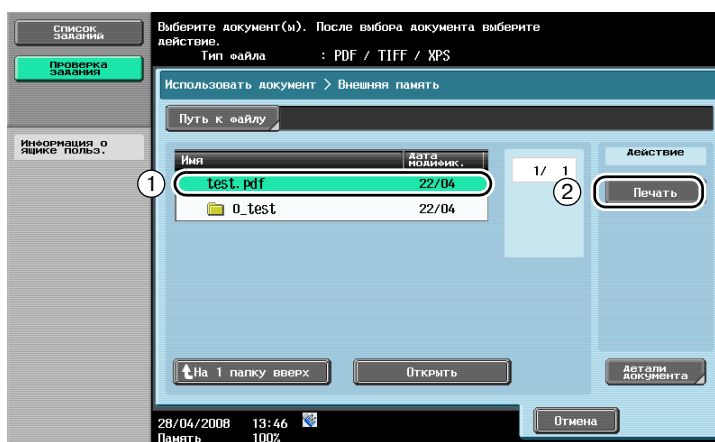 Список
заданий
Проверка
задания
Информация о
ящике польз.
Выберите документ(ы). После выбора документа выберите
действие.
Тип файла : PDF / TIFF / XPS
Использовать документ > Внешняя память
Путь к файлу
Имя
Дата
модифик.
1/ 1
Действие
1
test.pdf 22/04
2
Печать
0_test 22/04
На 1 папку вверх
Открыть
Детали
документа
28/04/2008 13:46
Память 100%
Отмена